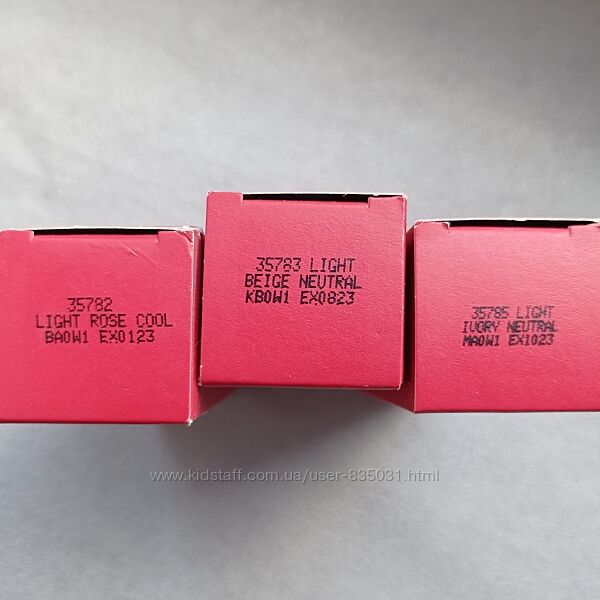 35782
LIGHT ROSE COOL
BA0W1 EX0123
35783 LIGHT
BEIGE NEUTRAL
KB0W1 EX0823
35785 LIGHT
IVORY NEUTRAL
MA0W1 EX1023
www.kidstaff.com.ua/user-835031.html